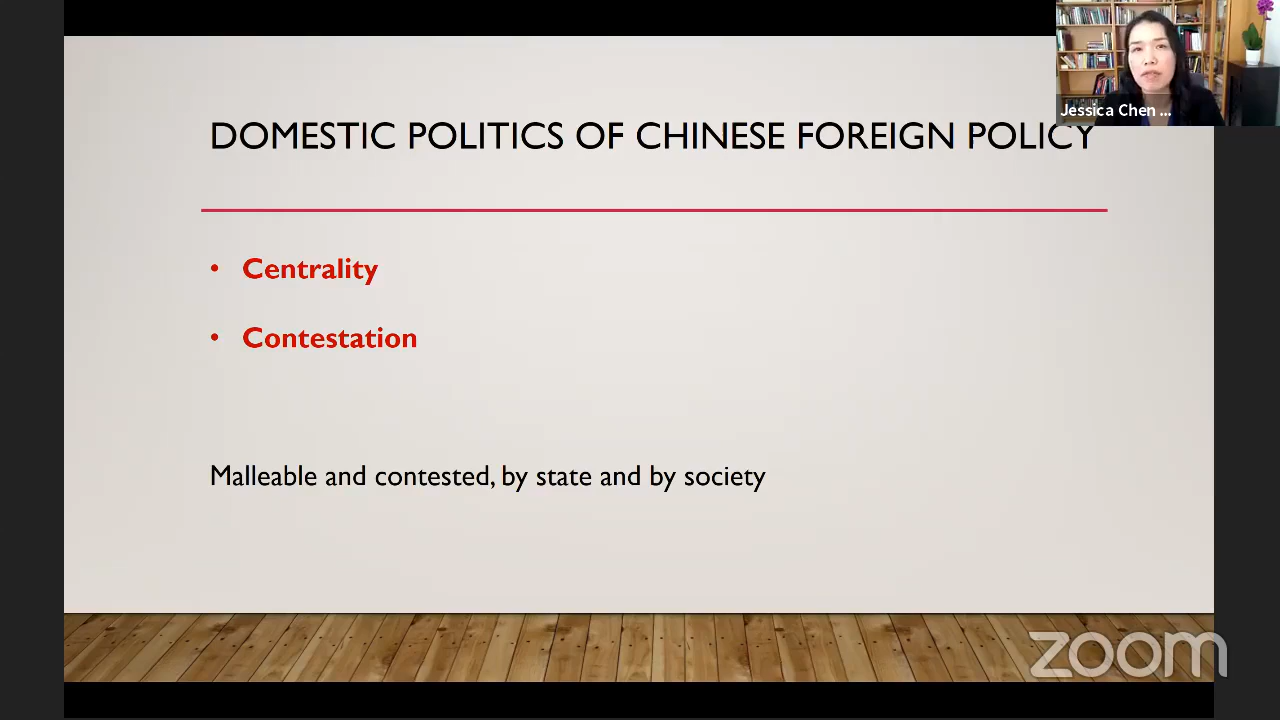 Jessica Chen ...
DOMESTIC POLITICS OF CHINESE FOREIGN POLICY
• Centrality
• Contestation
Malleable and contested, by state and by society
zoom